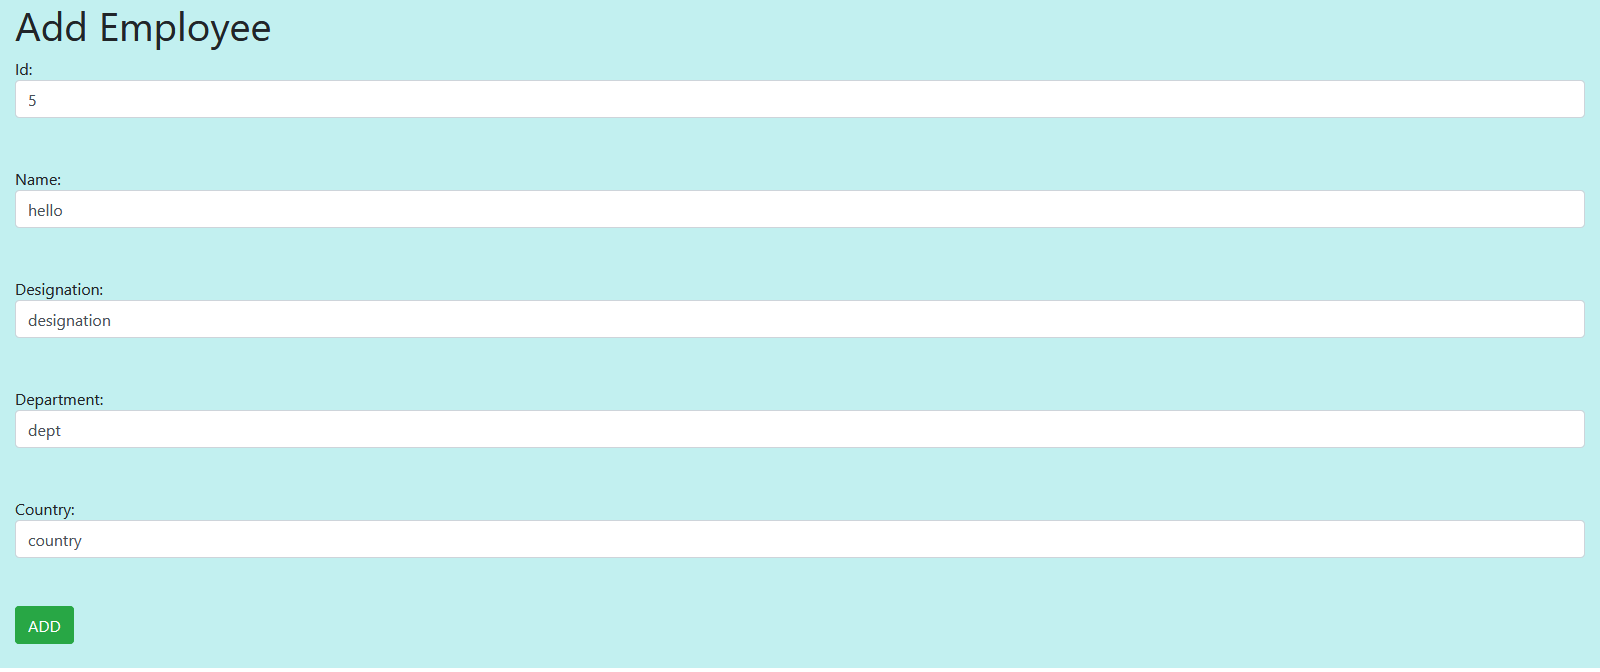 Add Employee
Id:
5
Name:
hello
Designation:
designation
Department:
dept
Country:
country
ADD